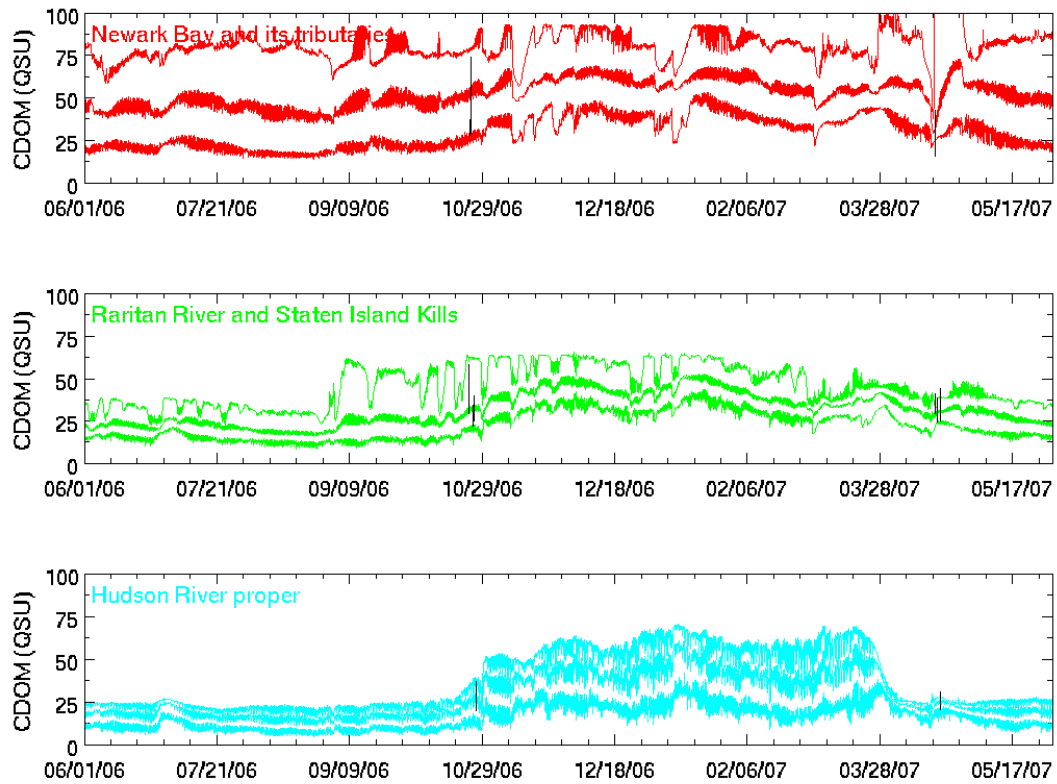 100
Newark Bay and its tributaries
75
50
25
0
CDOM (QSU)
06/01/06 07/21/06 09/09/06 10/29/06 12/18/06 02/06/07 03/28/07 05/17/07
100
Raritan River and Staten Island Kills
75
50
25
0
CDOM (QSU)
06/01/06 07/21/06 09/09/06 10/29/06 12/18/06 02/06/07 03/28/07 05/17/07
100
Hudson River proper
75
50
25
0
CDOM (QSU)
06/01/06 07/21/06 09/09/06 10/29/06 12/18/06 02/06/07 03/28/07 05/17/07